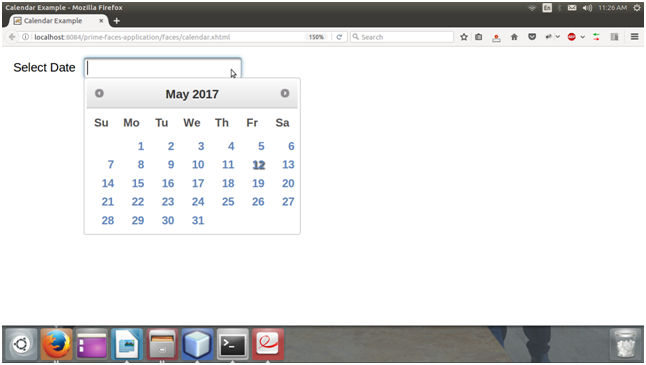 Calendar Example - Mozilla Firefox
En
11:26 AM
Calendar Example
localhost:8084/prime-faces-application/faces/calendar.xhtml
150%
Search
ABP
Select Date
May 2017
Su Mo Tu We Th Fr Sa
1 2 3 4 5 6
7 8 9 10 11 12 13
14 15 16 17 18 19 20
21 22 23 24 25 26 27
28 29 30 31
>_